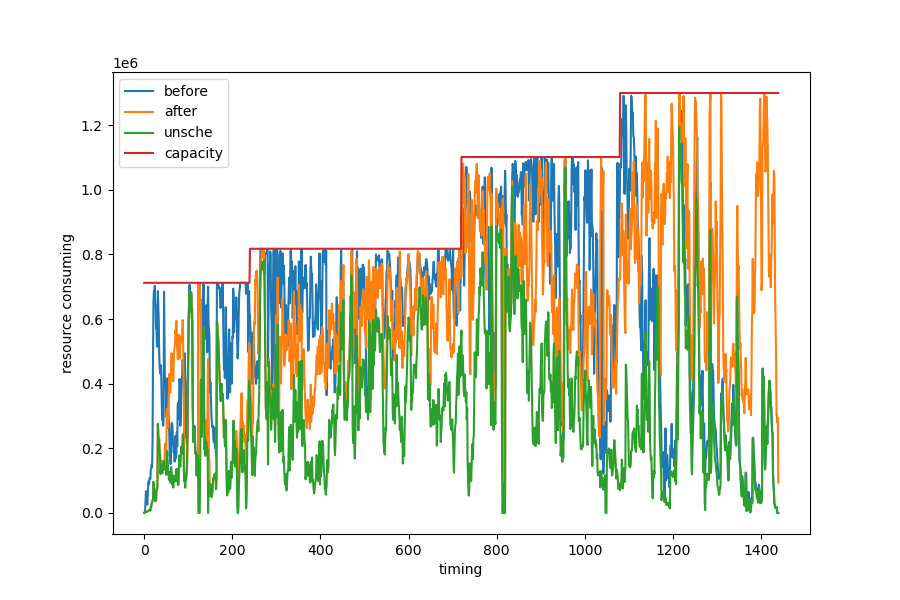 1e6
before
after
unsche
capacity
1.2
1.0
0.8
0.6
0.4
0.2
0.0
resource consuming
0 200 400 600 800 1000 1200 1400
timing